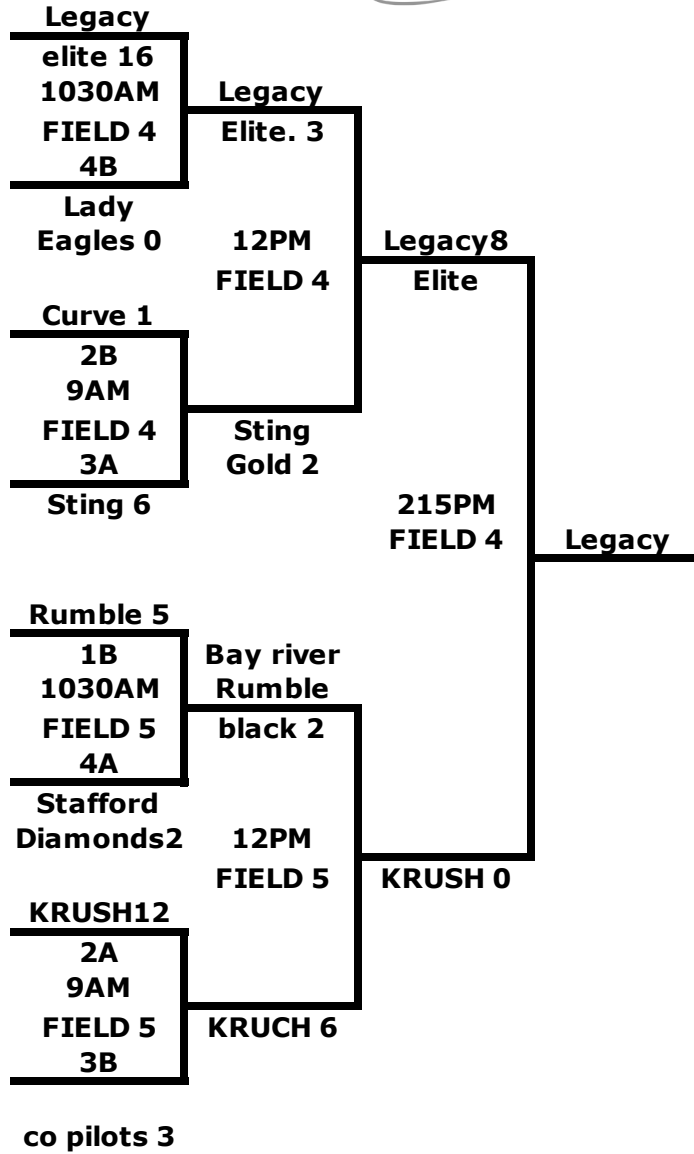 Legacy
elite 16
1030AM
FIELD 4
4B
Lady
Eagles 0
Legacy
Elite. 3
12PM
FIELD 4
Curve 1
2B
9AM
FIELD 4
3A
Sting 6
Sting
Gold 2
Legacy8
Elite
215PM
FIELD 4
Legacy
Rumble 5
1B
1030AM
FIELD 5
4A
Stafford
Diamonds2
Bay river
Rumble
black 2
12PM
FIELD 5
KRUSH12
2A
9AM
FIELD 5
3B
co pilots 3
KRUCH 6
KRUSH 0